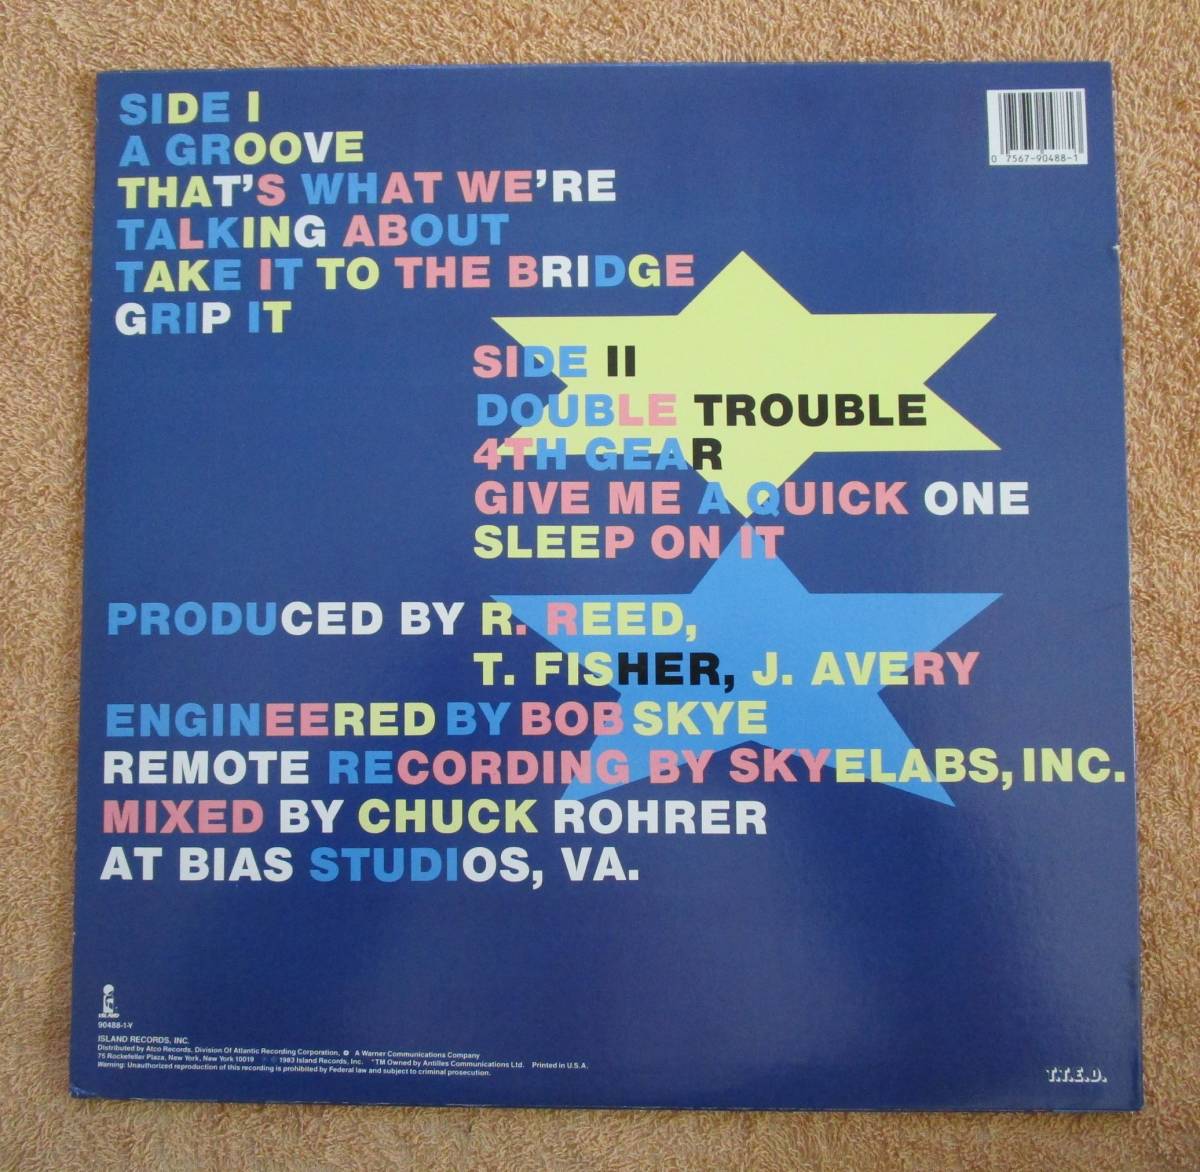 SIDE I
A GROOVE
THAT'S WHAT WE'RE
TALKING ABOUT
TAKE IT TO THE BRIDGE
GRIP IT
0 7567-90488-1
SIDE II
DOUBLE TROUBLE
4TH GEAR
GIVE ME A QUICK ONE
SLEEP ON IT
PRODUCED BY R. REED,
T. FISHER, J. AVERY
ENGINEERED BY BOB SKYE
REMOTE RECORDING BY SKYELABS, INC.
MIXED BY CHUCK ROHRER
AT BIAS STUDIOS, VA.
ISLAND
90488-1-Y
ISLAND RECORDS, INC.
Distributed by Atco Records, Division Of Atlantic Recording Corporation, A Warner Communications Company
75 Rockefeller Plaza, New York, New York 10019 ℗ © 1983 Island Records, Inc. *TM Owned by Antilles Communications Ltd. Printed in U.S.A.
Warning: Unauthorized reproduction of this recording is prohibited by Federal law and subject to criminal prosecution.
T.T.E.D.